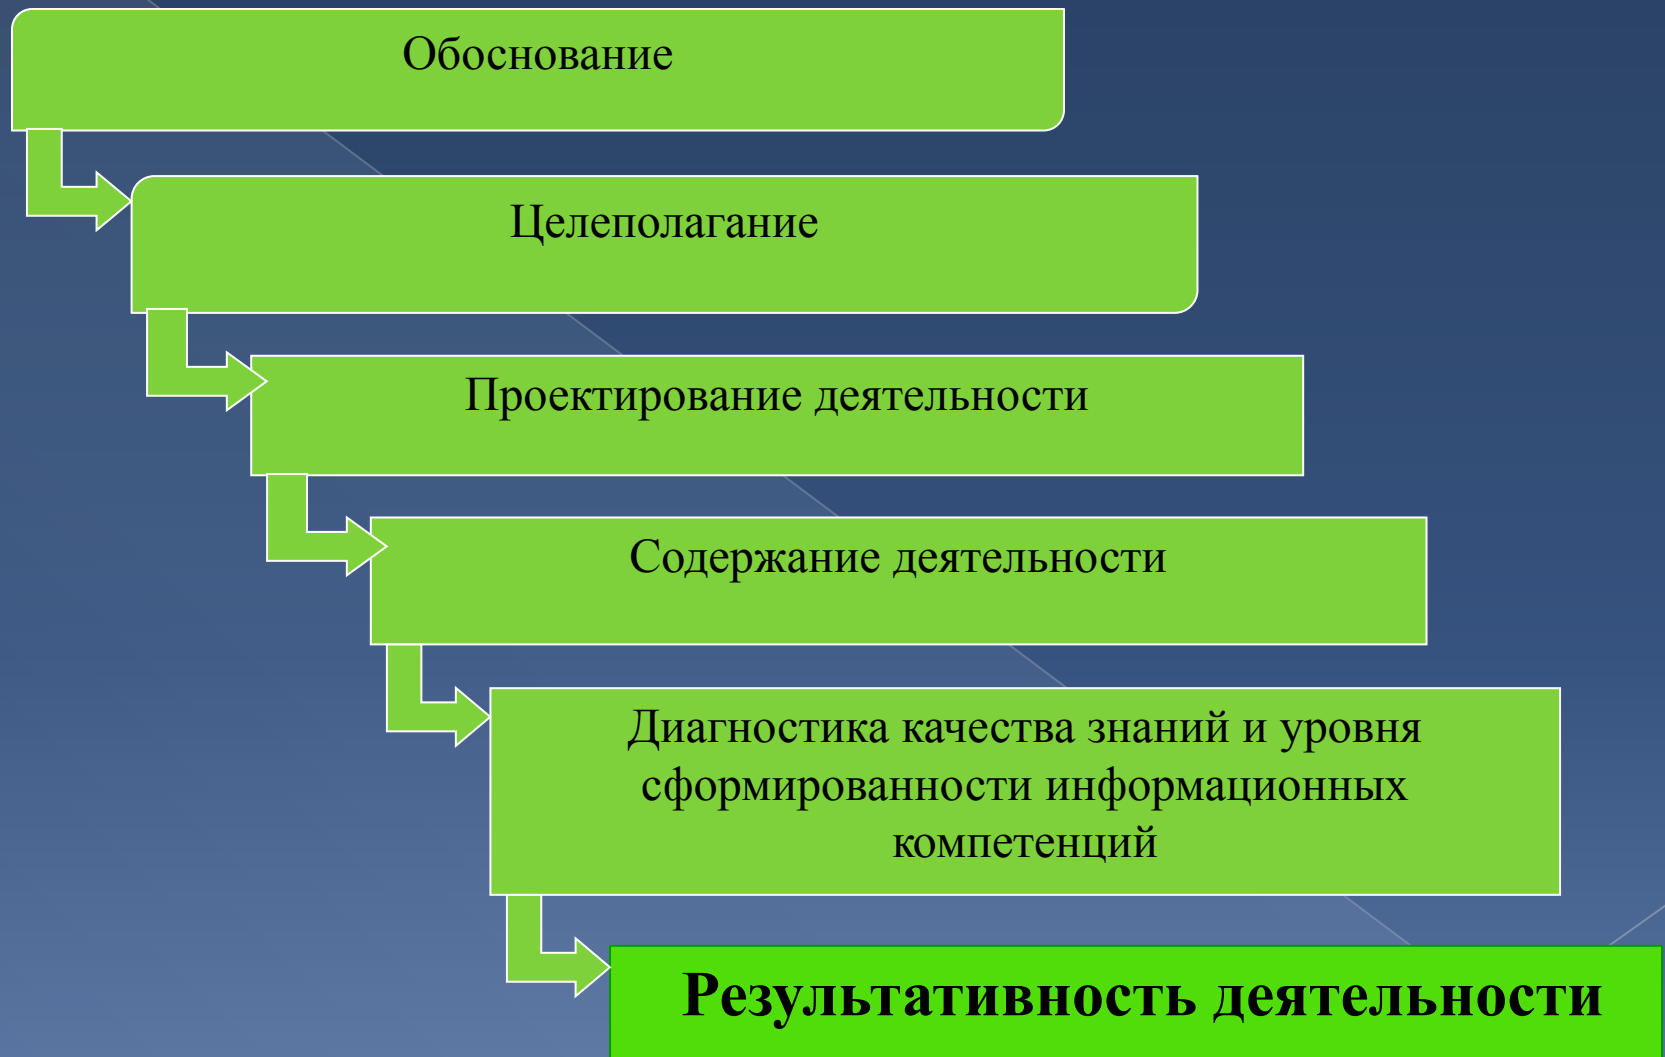 Обоснование
Целеполагание
Проектирование деятельности
Содержание деятельности
Диагностика качества знаний и уровня
сформированности информационных
компетенций
Результативность деятельности